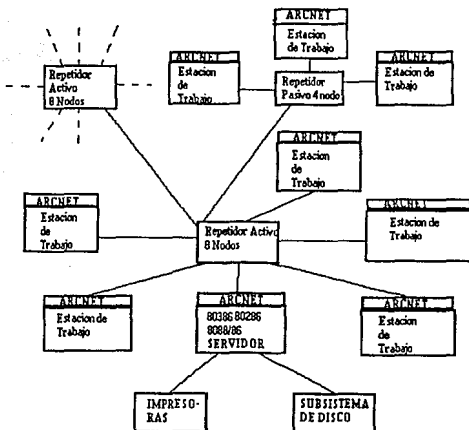 ARCNET
Estacion
de Trabajo
ARCNET
Estacion
de
Trabajo
Repetidor
Activo
8 Nodos
Repetidor
Pasivo 4 nodo
ARCNET
Estacion de
Trabajo
ARCNET
Estacion
de
Trabajo
ARCNET
Estacion
de
Trabajo
Repetidor Activo
8 Nodos
ARCNET
Estacion de
Trabajo
ARCNET
Estacion de
Trabajo
ARCNET
80386 80286
8088/86
SERVIDOR
ARCNET
Estacion
de
Trabajo
IMPRESO-
RAS
SUBSISTEMA
DE DISCO